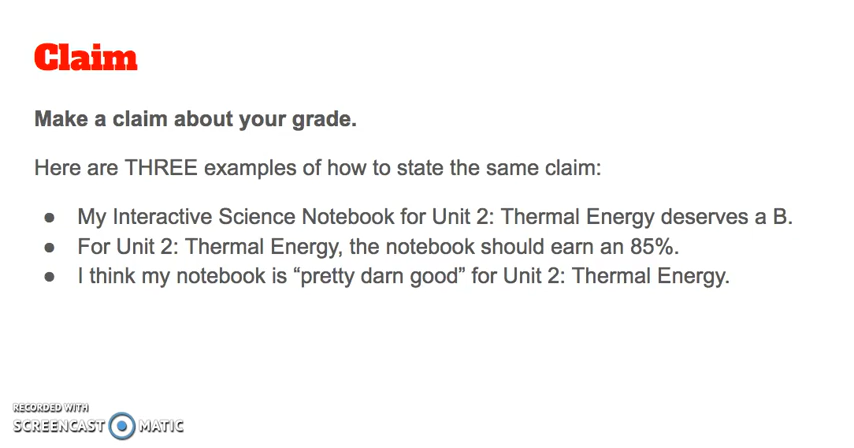 Claim
Make a claim about your grade.
Here are THREE examples of how to state the same claim:
● My Interactive Science Notebook for Unit 2: Thermal Energy deserves a B.
● For Unit 2: Thermal Energy, the notebook should earn an 85%.
● I think my notebook is “pretty darn good” for Unit 2: Thermal Energy.
RECORDED WITH
SCREENCAST MATIC